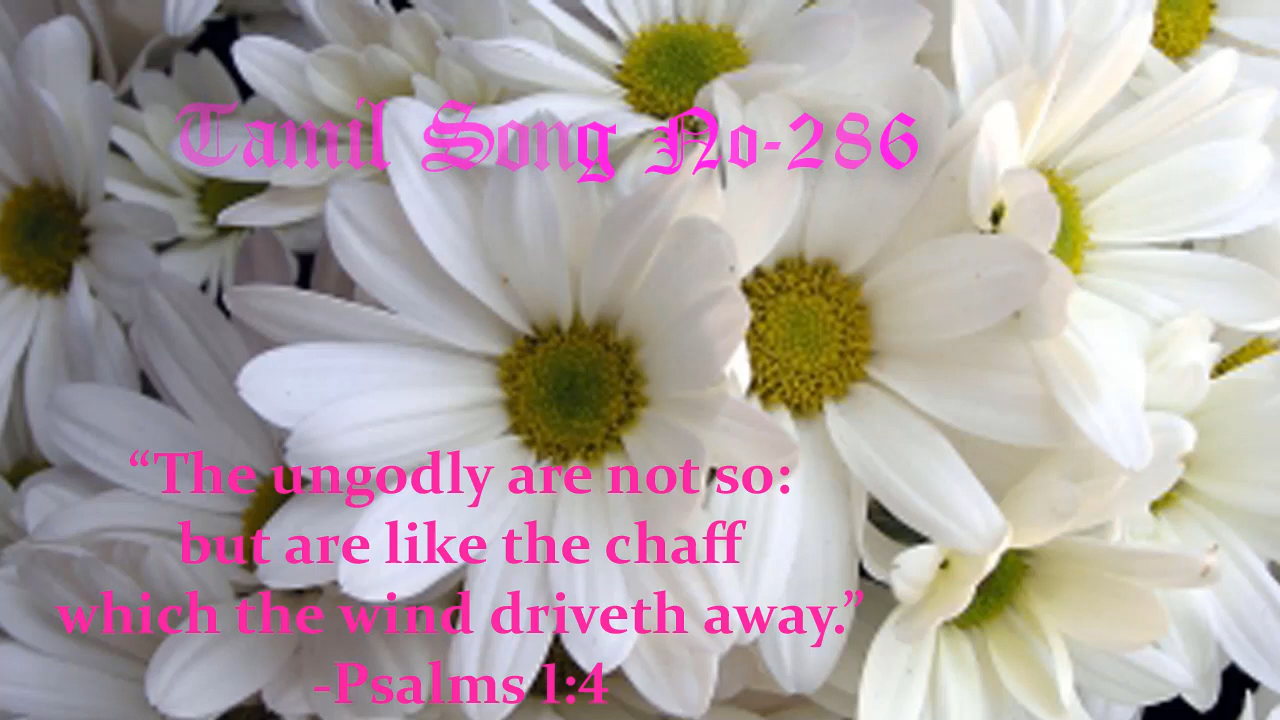 Tamil Song No-286
“The ungodly are not so:
but are like the chaff
which the wind driveth away.”
-Psalms 1:4